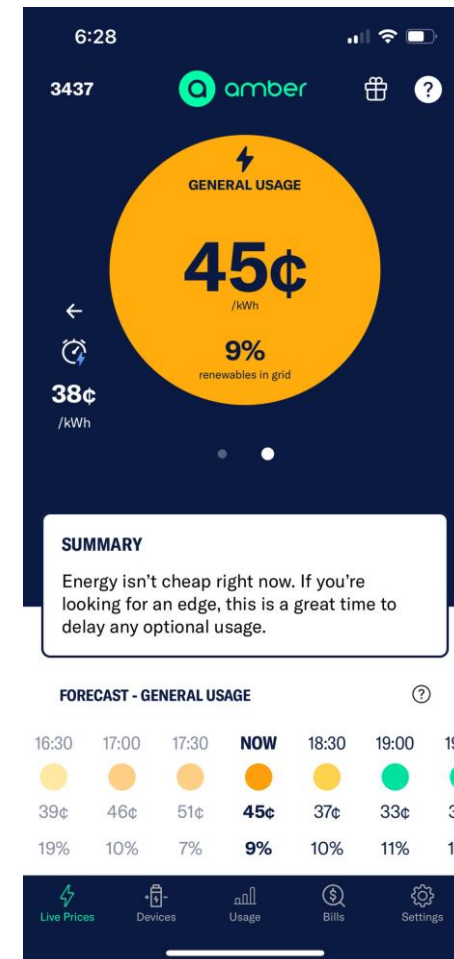 6:28
3437
a amber
?
GENERAL USAGE
45¢
/kWh
9%
renewables in grid
38¢
/kWh
SUMMARY
Energy isn't cheap right now. If you're
looking for an edge, this is a great time to
delay any optional usage.
FORECAST - GENERAL USAGE ?
16:30 17:00 17:30 NOW 18:30 19:00
39¢ 46¢ 51¢ 45¢ 37¢ 33¢
19% 10% 7% 9% 10% 11%
Live Prices Devices Usage Bills Settings